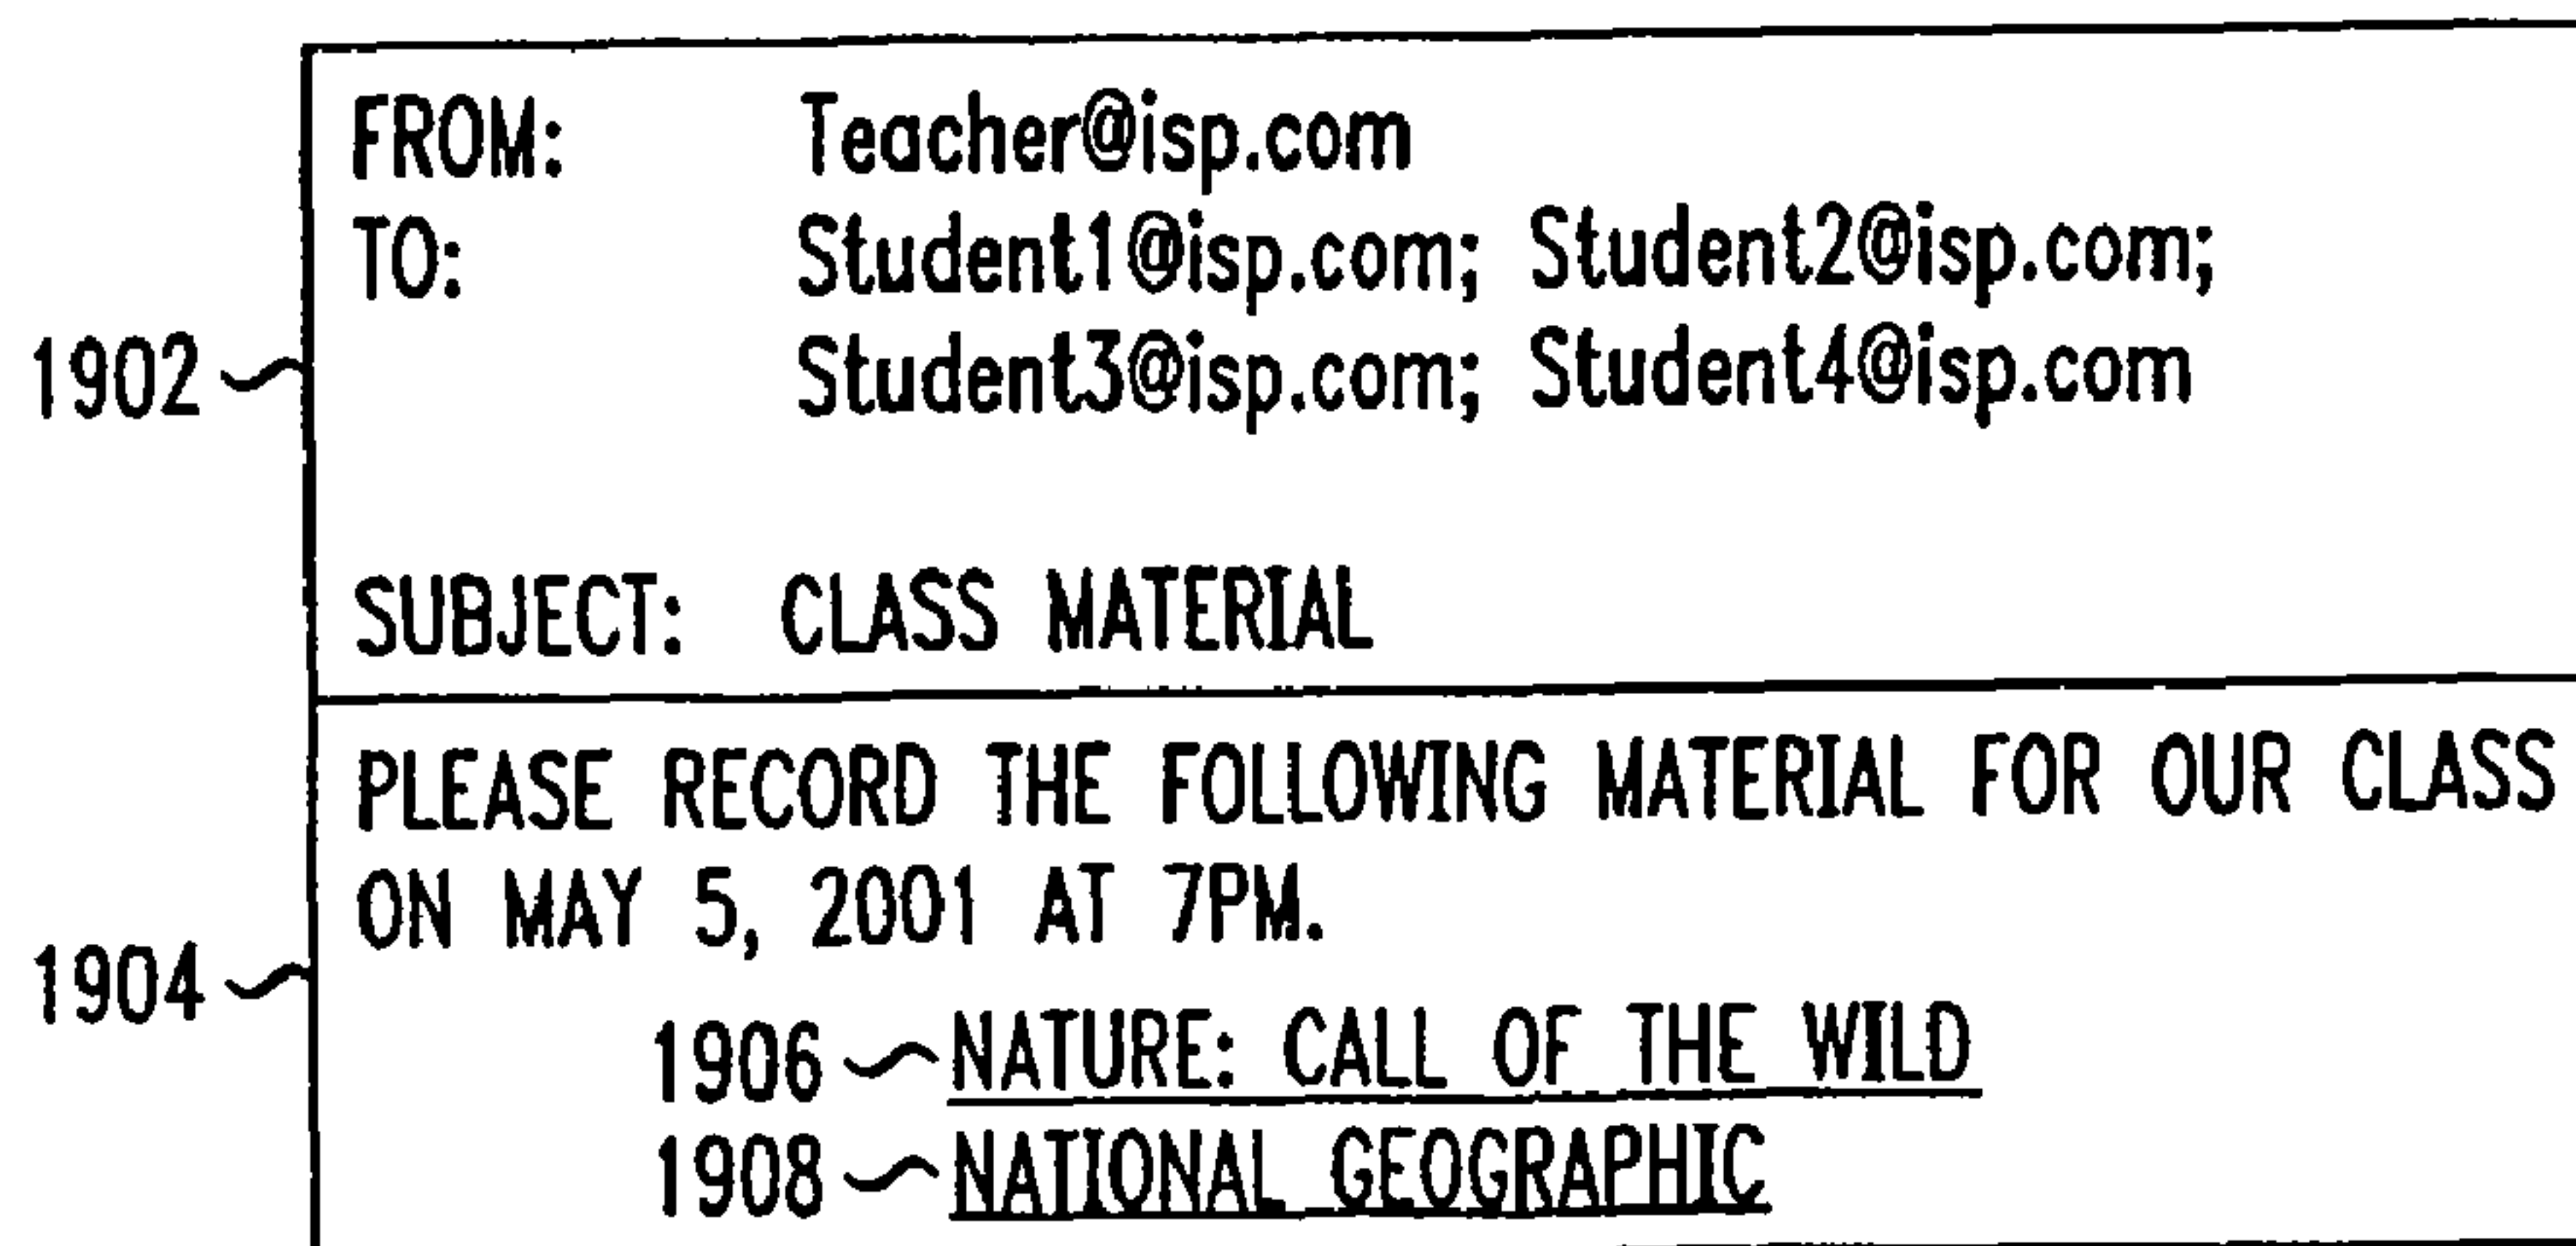 FROM: Teacher@isp.com
TO: Student1@isp.com; Student2@isp.com;
1902 Student3@isp.com; Student4@isp.com
SUBJECT: CLASS MATERIAL
PLEASE RECORD THE FOLLOWING MATERIAL FOR OUR CLASS
ON MAY 5, 2001 AT 7PM.
1904
1906 NATURE: CALL OF THE WILD
1908 NATIONAL GEOGRAPHIC